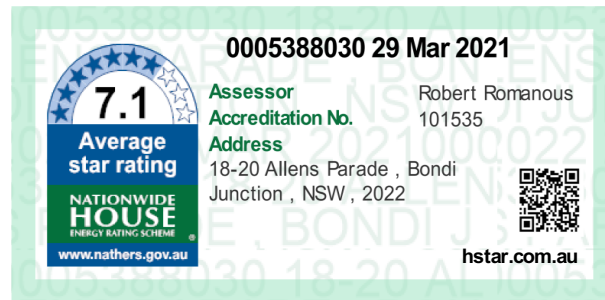 0005388030 29 Mar 2021
7.1
Average
star rating
NATIONWIDE
HOUSE
ENERGY RATING SCHEME ®
www.nathers.gov.au
Assessor Robert Romanous
Accreditation No. 101535
Address
18-20 Allens Parade , Bondi
Junction , NSW , 2022
hstar.com.au